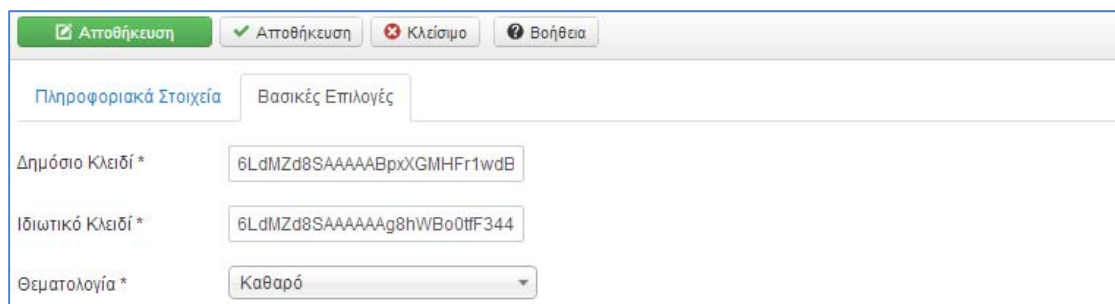 Αποθήκευση Αποθήκευση Κλείσιμο Βοήθεια
Πληροφοριακά Στοιχεία Βασικές Επιλογές
Δημόσιο Κλειδί * 6LdMZd8SAAAAABpxXGMHFr1wdB
Ιδιωτικό Κλειδί * 6LdMZd8SAAAAAAg8hWBo0tfF344
Θεματολογία * Καθαρό